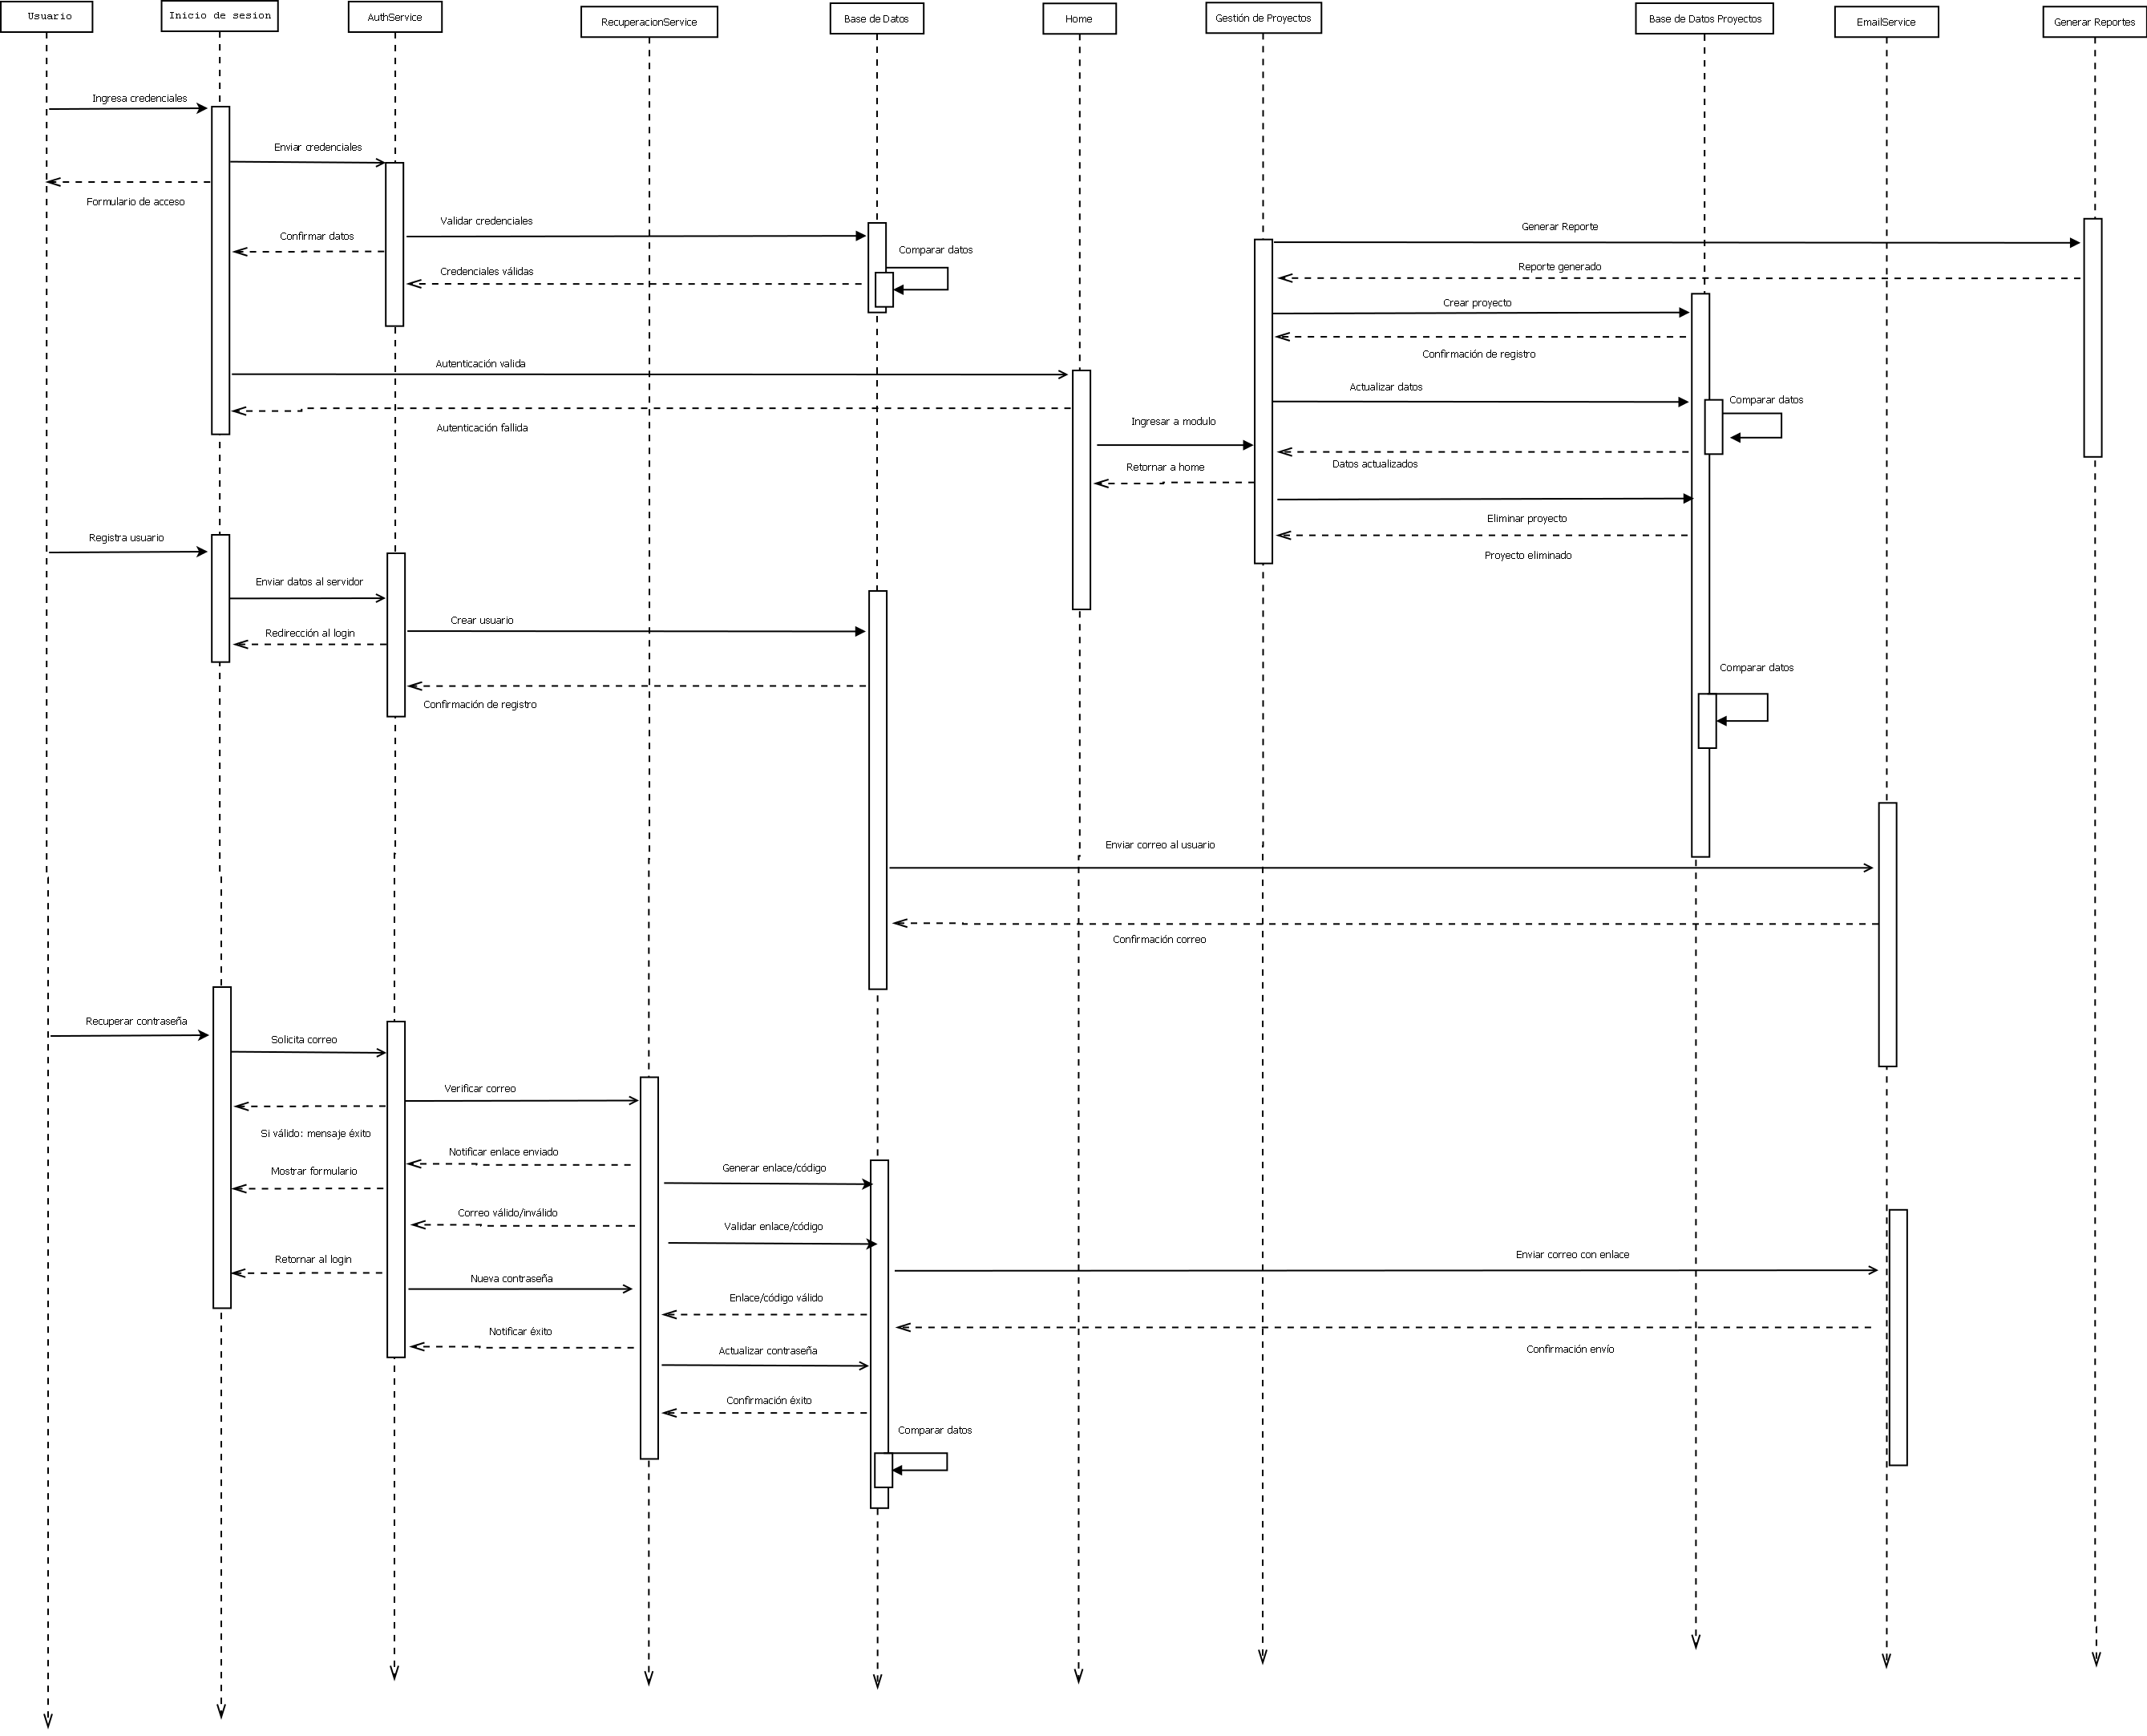 Usuario
Inicio de sesion
AuthService
RecuperacionService
Base de Datos
Home
Gestión de Proyectos
Base de Datos Proyectos
EmailService
Generar Reportes
Ingresa credenciales
Enviar credenciales
Formulario de acceso
Validar credenciales
Confirmar datos
Comparar datos
Credenciales válidas
Generar Reporte
Reporte generado
Crear proyecto
Confirmación de registro
Autenticación valida
Actualizar datos
Comparar datos
Autenticación fallida
Ingresar a modulo
Retornar a home
Datos actualizados
Eliminar proyecto
Proyecto eliminado
Registra usuario
Enviar datos al servidor
Crear usuario
Redirección al login
Comparar datos
Confirmación de registro
Enviar correo al usuario
Confirmación correo
Recuperar contraseña
Solicita correo
Verificar correo
Si válido: mensaje éxito
Notificar enlace enviado
Mostrar formulario
Generar enlace/código
Correo válido/inválido
Validar enlace/código
Retornar al login
Enviar correo con enlace
Nueva contraseña
Enlace/código válido
Notificar éxito
Actualizar contraseña
Confirmación envío
Confirmación éxito
Comparar datos